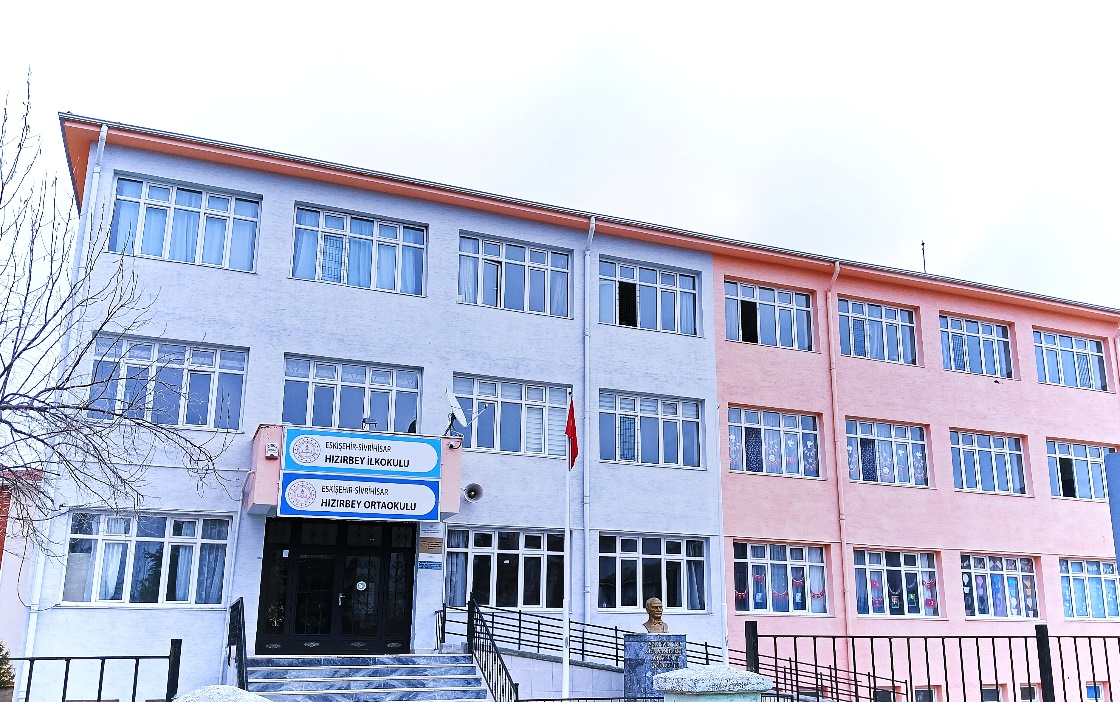 ESKİŞEHİR-SİVRİHİSAR
HIZIRBEY İLKOKULU
ESKİŞEHİR-SİVRİHİSAR
HIZIRBEY ORTAOKULU